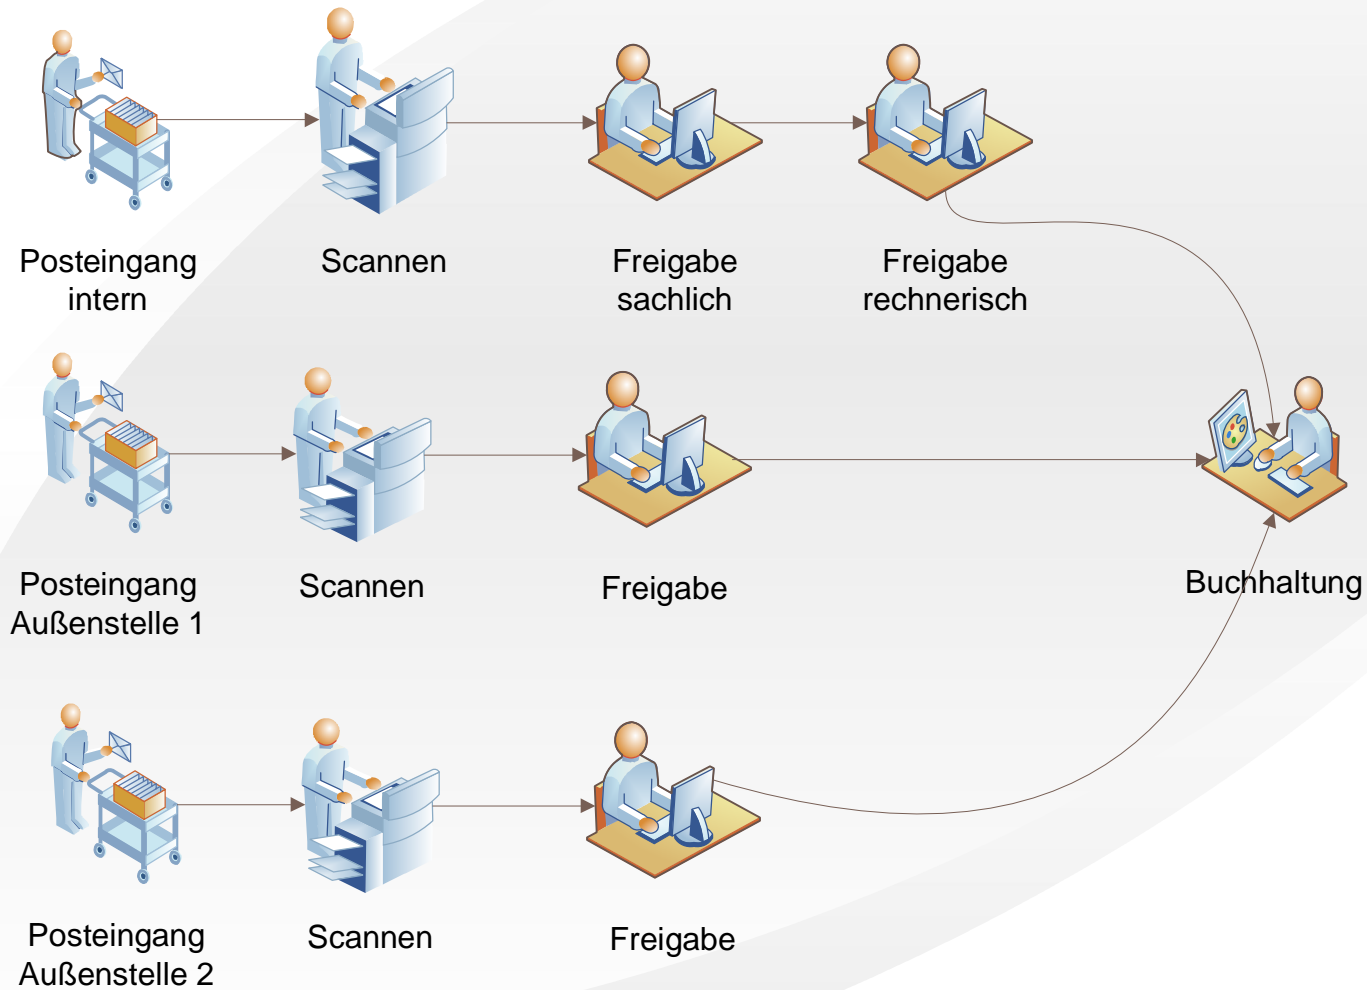 Posteingang
intern
Scannen
Freigabe
sachlich
Freigabe
rechnerisch
Posteingang
Außenstelle 1
Scannen
Freigabe
Buchhaltung
Posteingang
Außenstelle 2
Scannen
Freigabe